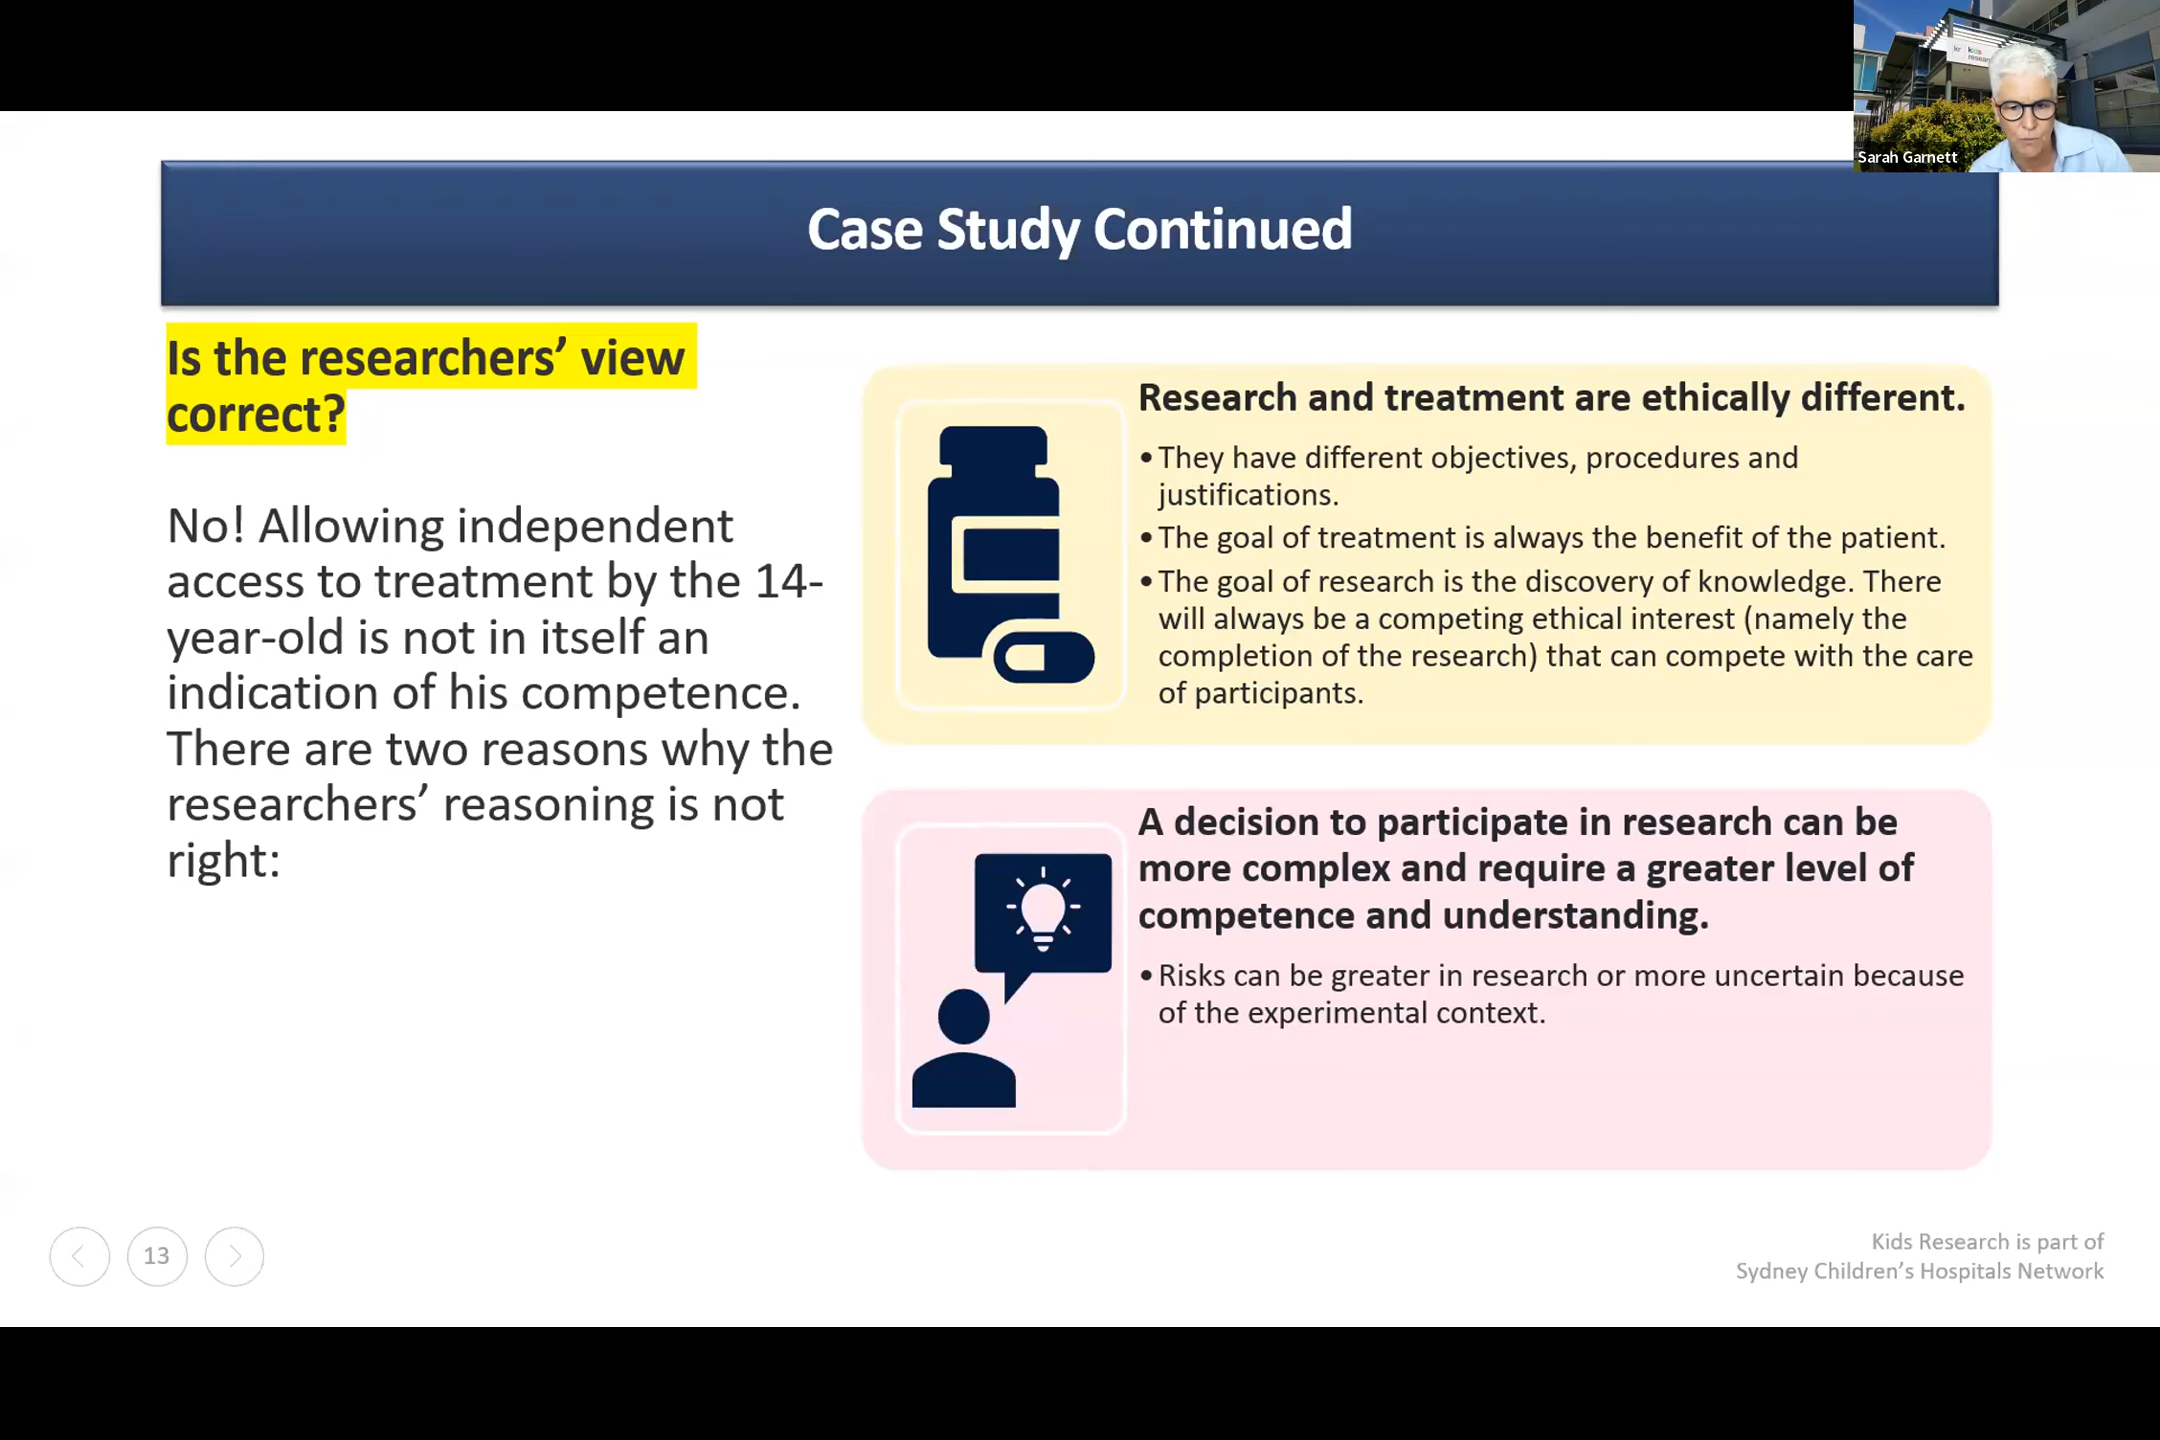 Sarah Garnett
Case Study Continued
Is the researchers’ view
correct?
No! Allowing independent
access to treatment by the 14-
year-old is not in itself an
indication of his competence.
There are two reasons why the
researchers’ reasoning is not
right:
Research and treatment are ethically different.
•They have different objectives, procedures and
justifications.
•The goal of treatment is always the benefit of the patient.
•The goal of research is the discovery of knowledge. There
will always be a competing ethical interest (namely the
completion of the research) that can compete with the care
of participants.
A decision to participate in research can be
more complex and require a greater level of
competence and understanding.
•Risks can be greater in research or more uncertain because
of the experimental context.
13
Kids Research is part of
Sydney Children’s Hospitals Network